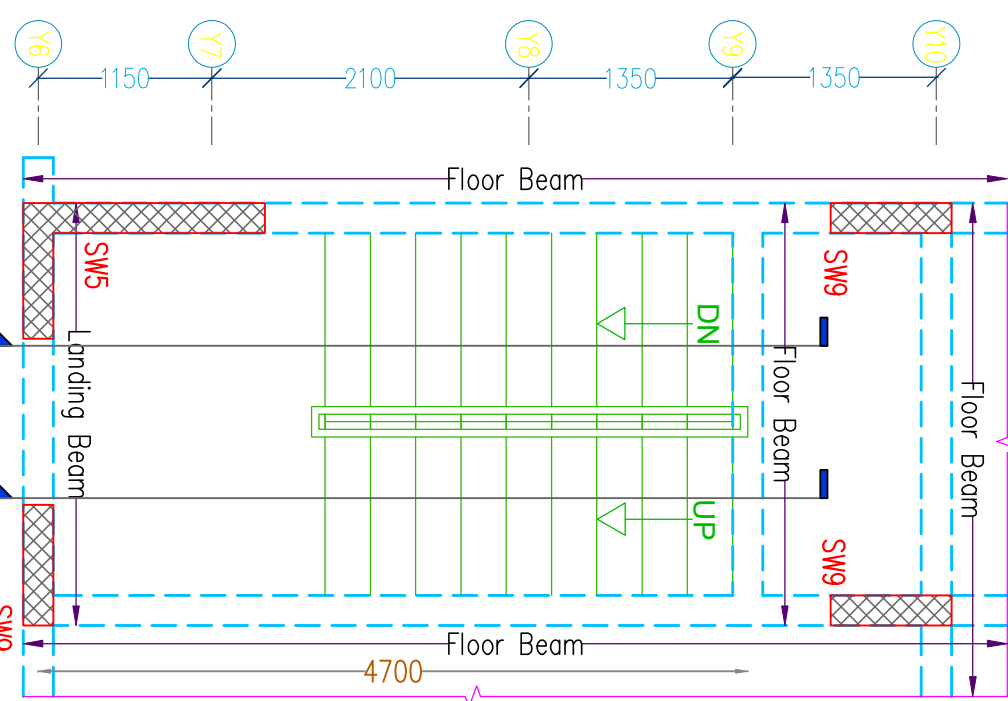 Y6
Y7
Y8
Y9
Y10
1150
2100
1350
1350
Floor Beam
SW5
SW9
DN
Landing Beam
Floor Beam
Floor Beam
UP
SW9
Floor Beam
4700